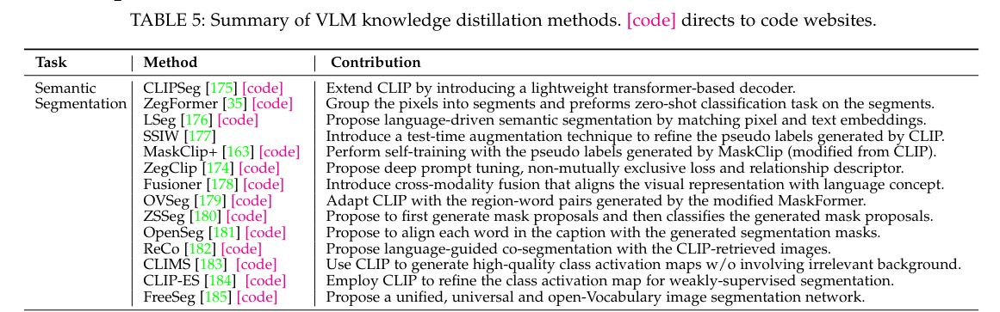 TABLE 5: Summary of VLM knowledge distillation methods. [code] directs to code websites.
Task Method Contribution
Semantic CLIPSeg [175] [code] Extend CLIP by introducing a lightweight transformer-based decoder.
Segmentation ZegFormer [35] [code] Group the pixels into segments and preforms zero-shot classification task on the segments.
LSeg [176] [code] Propose language-driven semantic segmentation by matching pixel and text embeddings.
SSIW [177] Introduce a test-time augmentation technique to refine the pseudo labels generated by CLIP.
MaskClip+ [163] [code] Perform self-training with the pseudo labels generated by MaskClip (modified from CLIP).
ZegClip [174] [code] Propose deep prompt tuning, non-mutually exclusive loss and relationship descriptor.
Fusioner [178] [code] Introduce cross-modality fusion that aligns the visual representation with language concept.
OVSeg [179] [code] Adapt CLIP with the region-word pairs generated by the modified MaskFormer.
ZSSeg [180] [code] Propose to first generate mask proposals and then classifies the generated mask proposals.
OpenSeg [181] [code] Propose to align each word in the caption with the generated segmentation masks.
ReCo [182] [code] Propose language-guided co-segmentation with the CLIP-retrieved images.
CLIMS [183] [code] Use CLIP to generate high-quality class activation maps w/o involving irrelevant background.
CLIP-ES [184] [code] Employ CLIP to refine the class activation map for weakly-supervised segmentation.
FreeSeg [185] [code] Propose a unified, universal and open-Vocabulary image segmentation network.